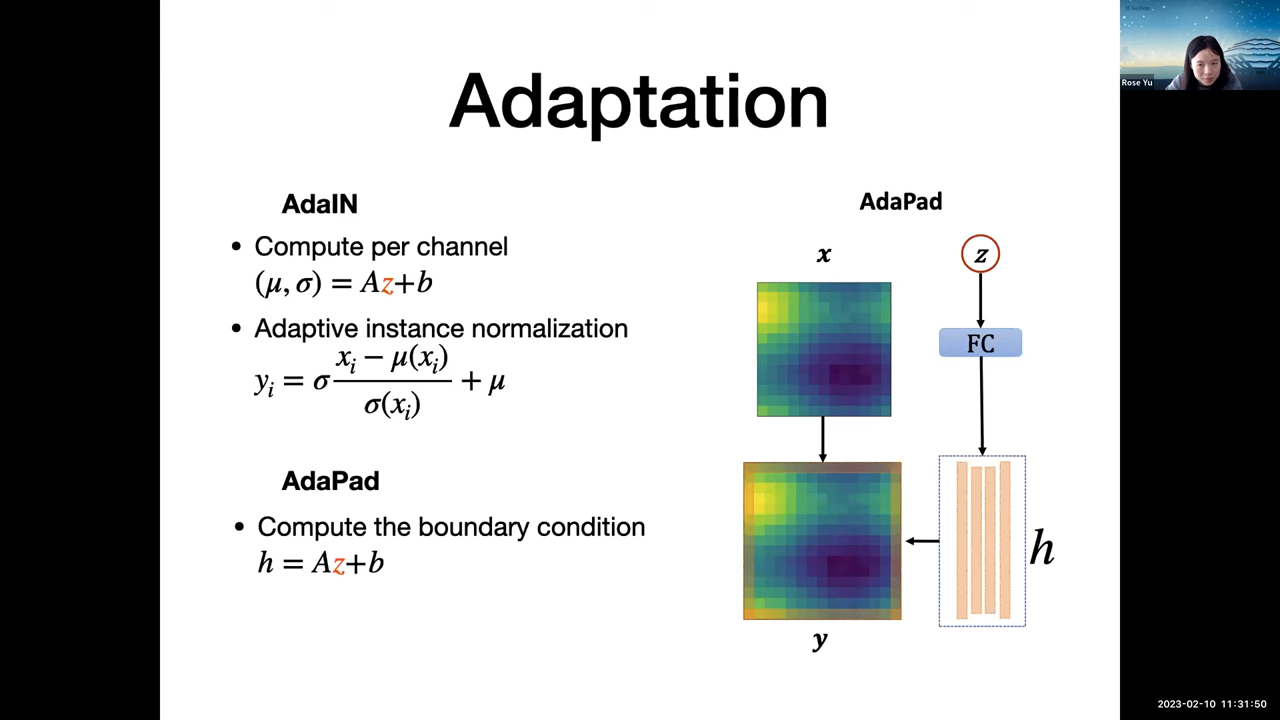 Adaptation
AdaIN
• Compute per channel
(μ, σ) = Az+b
• Adaptive instance normalization
y_i = σ \frac{x_i − μ(x_i)}{σ(x_i)} + μ
AdaPad
• Compute the boundary condition
h = Az+b
AdaPad
x
z
FC
h
y
Rose Yu
2023-02-10 11:31:50